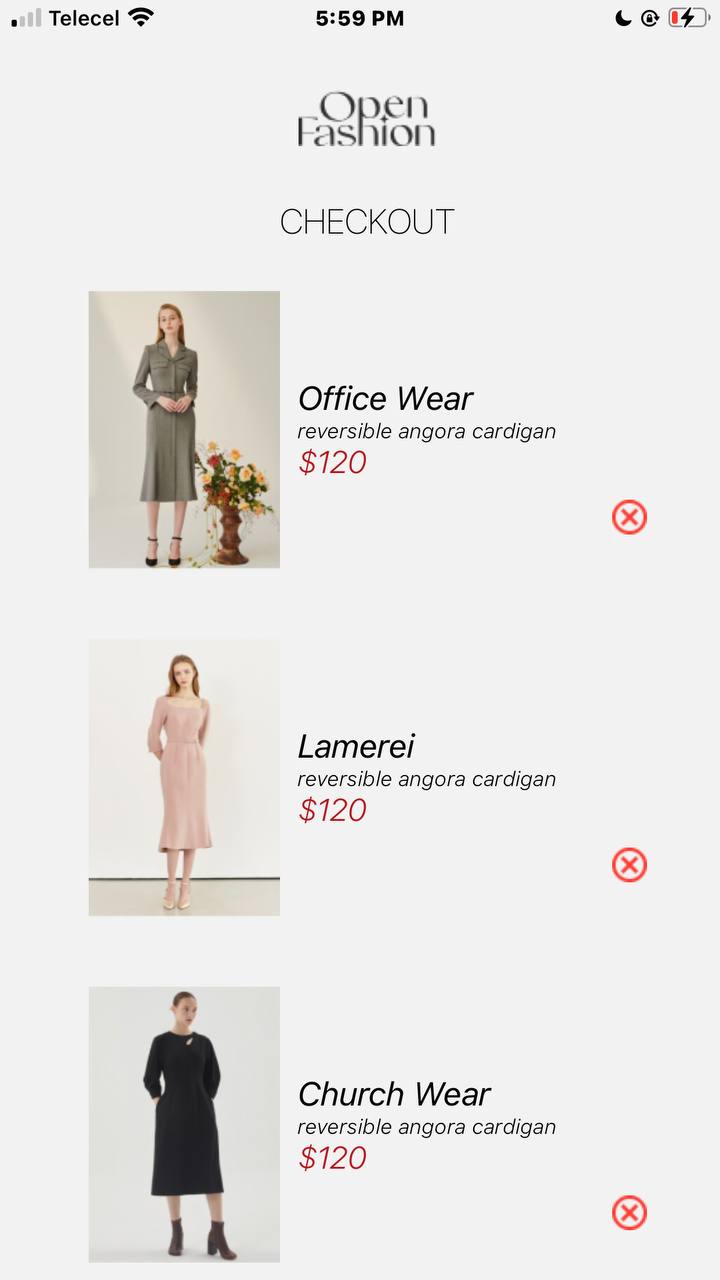 Telecel 5:59 PM
Open
Fashion
CHECKOUT
Office Wear
reversible angora cardigan
$120
Lamerei
reversible angora cardigan
$120
Church Wear
reversible angora cardigan
$120